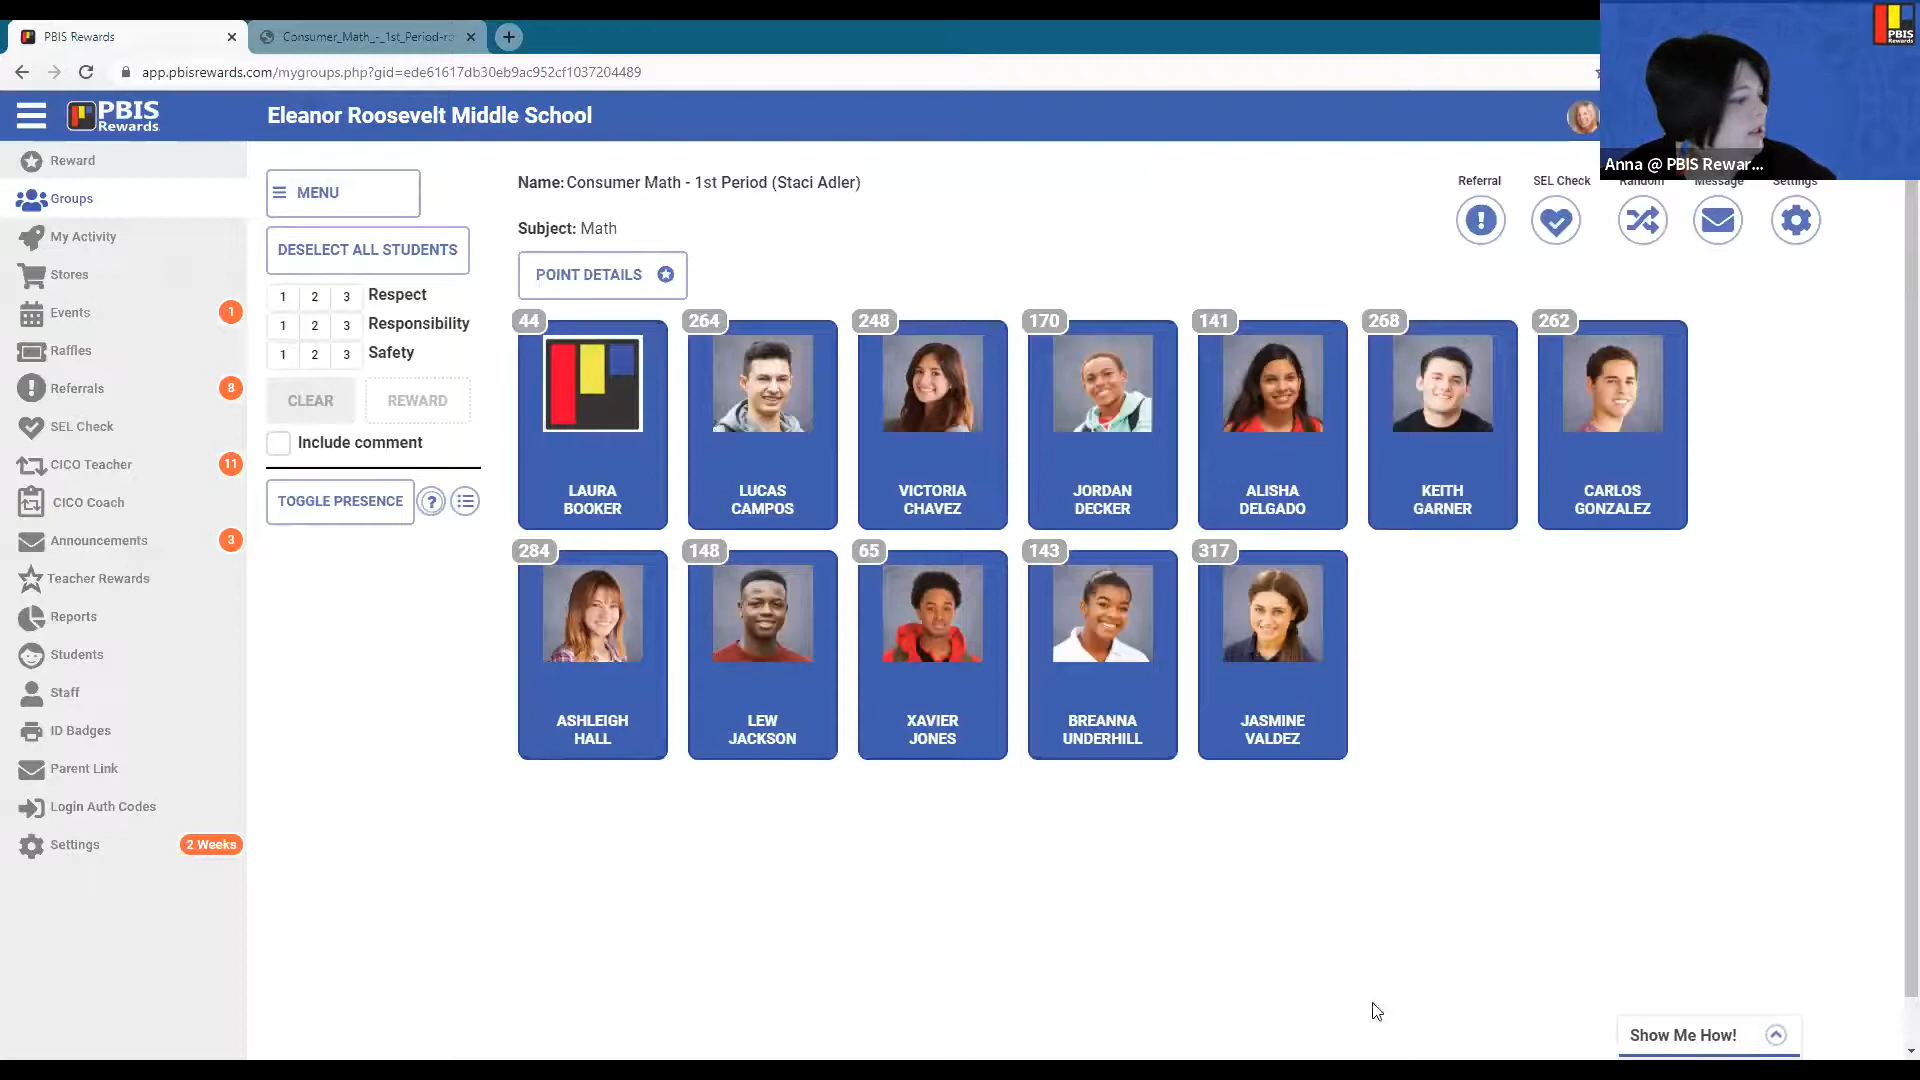 PBIS Rewards
Consumer_Math_-_1st_Period-r
app.pbisrewards.com/mygroups.php?gid=ede61617db30eb9ac952cf1037204489
PBIS Rewards
PBIS
Rewards
Eleanor Roosevelt Middle School
Anna @ PBIS Rewar...
Reward
Groups
My Activity
Stores
Events 1
Raffles
Referrals 8
SEL Check
CICO Teacher 11
CICO Coach
Announcements 3
Teacher Rewards
Reports
Students
Staff
ID Badges
Parent Link
Login Auth Codes
Settings 2 Weeks
MENU
DESELECT ALL STUDENTS
1 2 3 Respect
1 2 3 Responsibility
1 2 3 Safety
CLEAR REWARD
Include comment
TOGGLE PRESENCE ?
Name: Consumer Math - 1st Period (Staci Adler)
Subject: Math
POINT DETAILS
Referral SEL Check Random Message Settings
44 264 248 170 141 268 262
LAURA BOOKER
LUCAS CAMPOS
VICTORIA CHAVEZ
JORDAN DECKER
ALISHA DELGADO
KEITH GARNER
CARLOS GONZALEZ
284 148 65 143 317
ASHLEIGH HALL
LEW JACKSON
XAVIER JONES
BREANNA UNDERHILL
JASMINE VALDEZ
Show Me How!